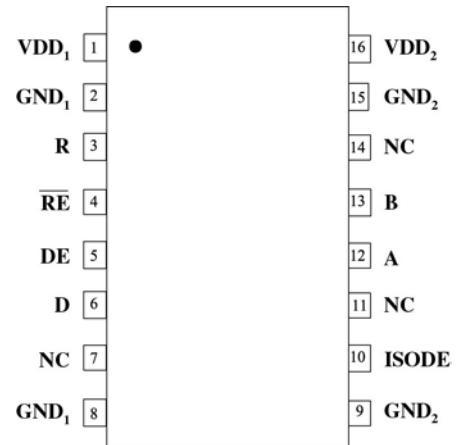 VDD₁ 1 16 VDD₂
GND₁ 2 15 GND₂
R 3 14 NC
R̅E̅ 4 13 B
DE 5 12 A
D 6 11 NC
NC 7 10 ISODE
GND₁ 8 9 GND₂